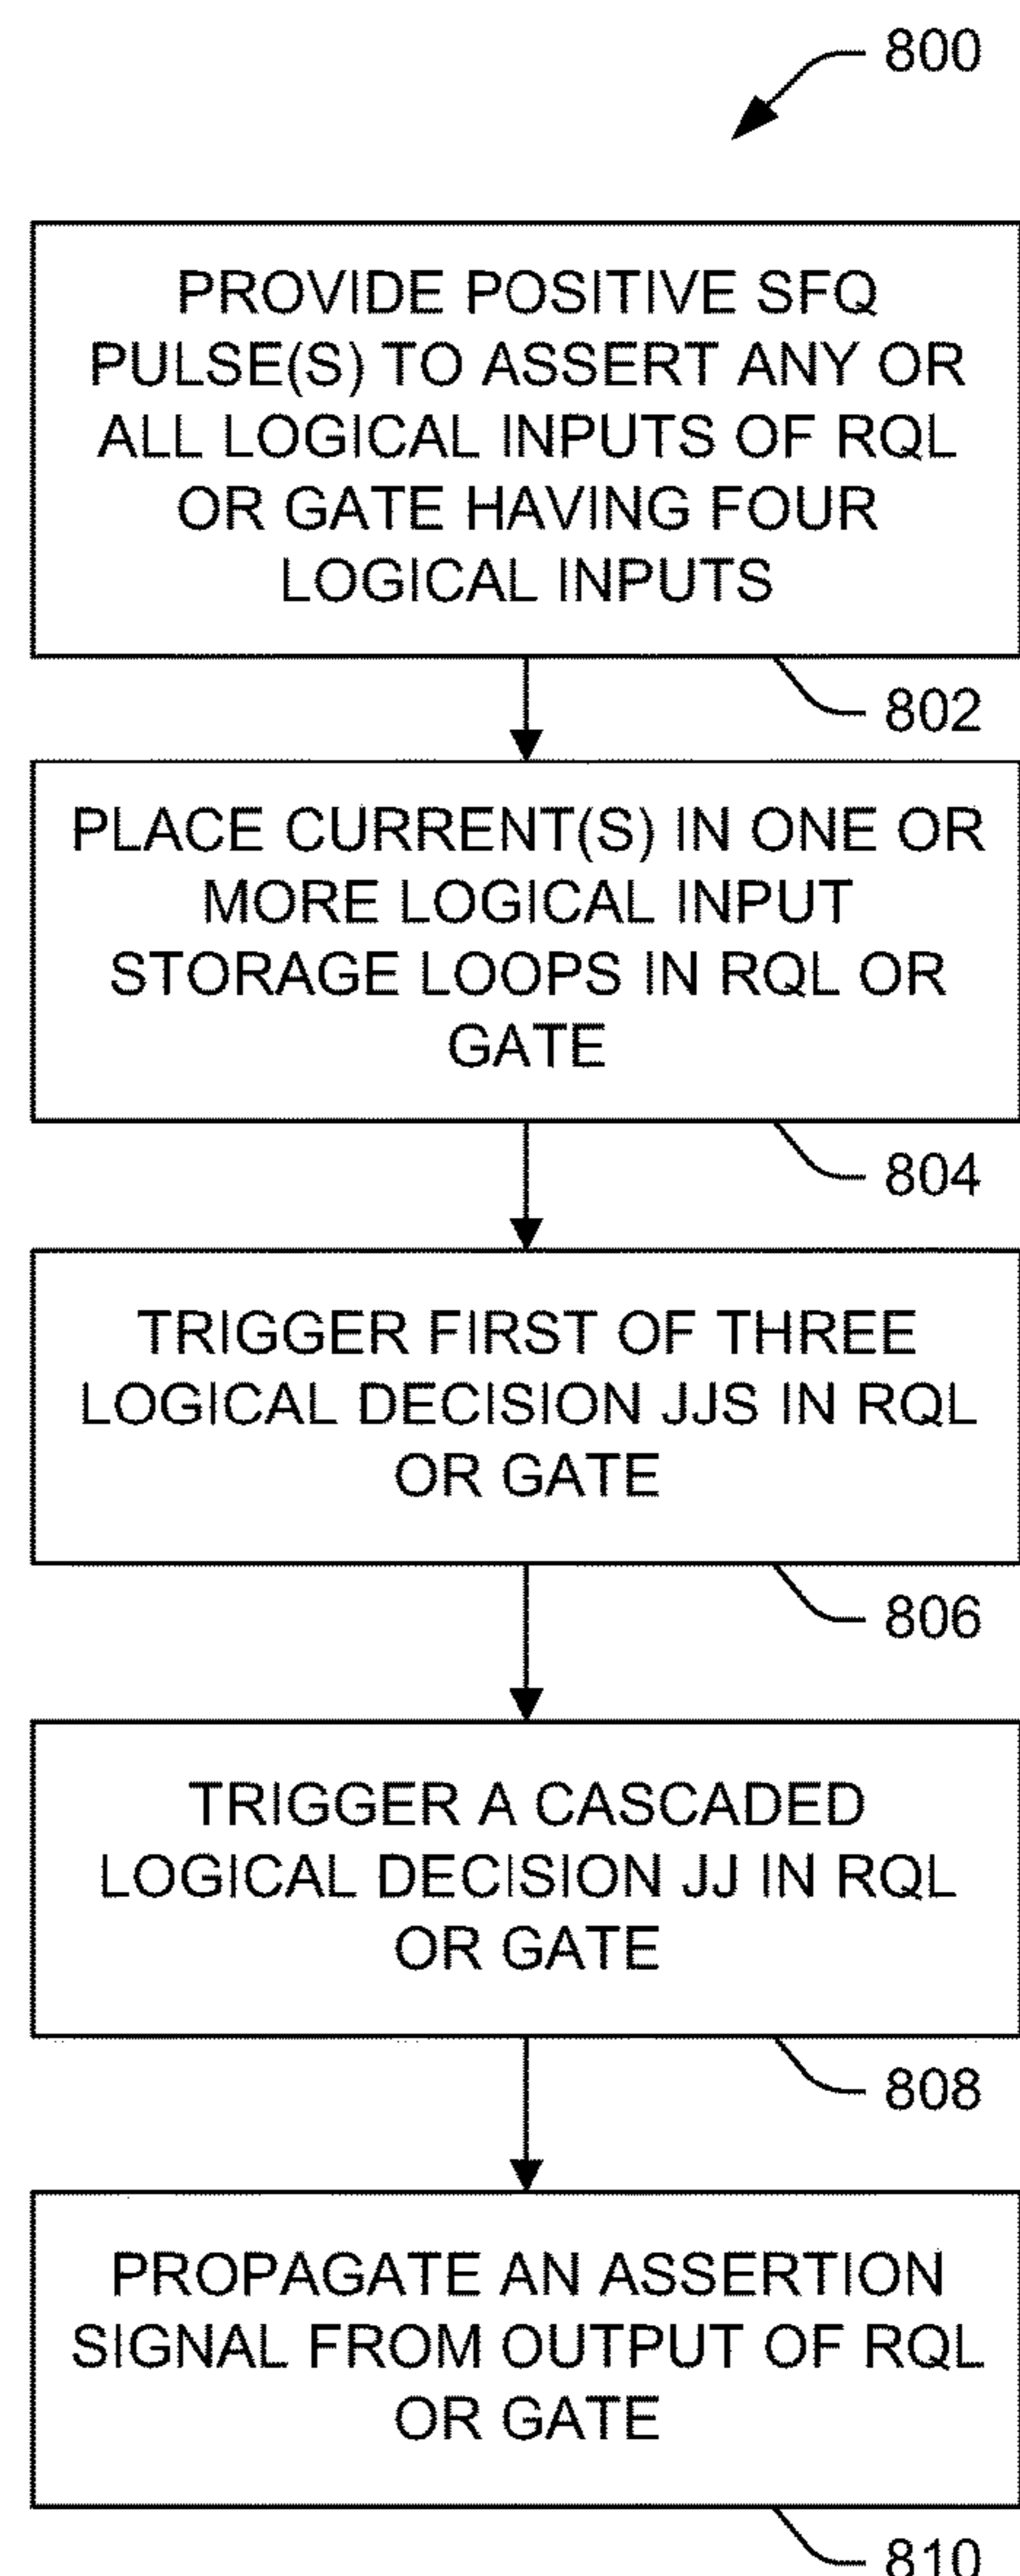 800
PROVIDE POSITIVE SFQ
PULSE(S) TO ASSERT ANY OR
ALL LOGICAL INPUTS OF RQL
OR GATE HAVING FOUR
LOGICAL INPUTS
802
PLACE CURRENT(S) IN ONE OR
MORE LOGICAL INPUT
STORAGE LOOPS IN RQL OR
GATE
804
TRIGGER FIRST OF THREE
LOGICAL DECISION JJS IN RQL
OR GATE
806
TRIGGER A CASCADED
LOGICAL DECISION JJ IN RQL
OR GATE
808
PROPAGATE AN ASSERTION
SIGNAL FROM OUTPUT OF RQL
OR GATE
810